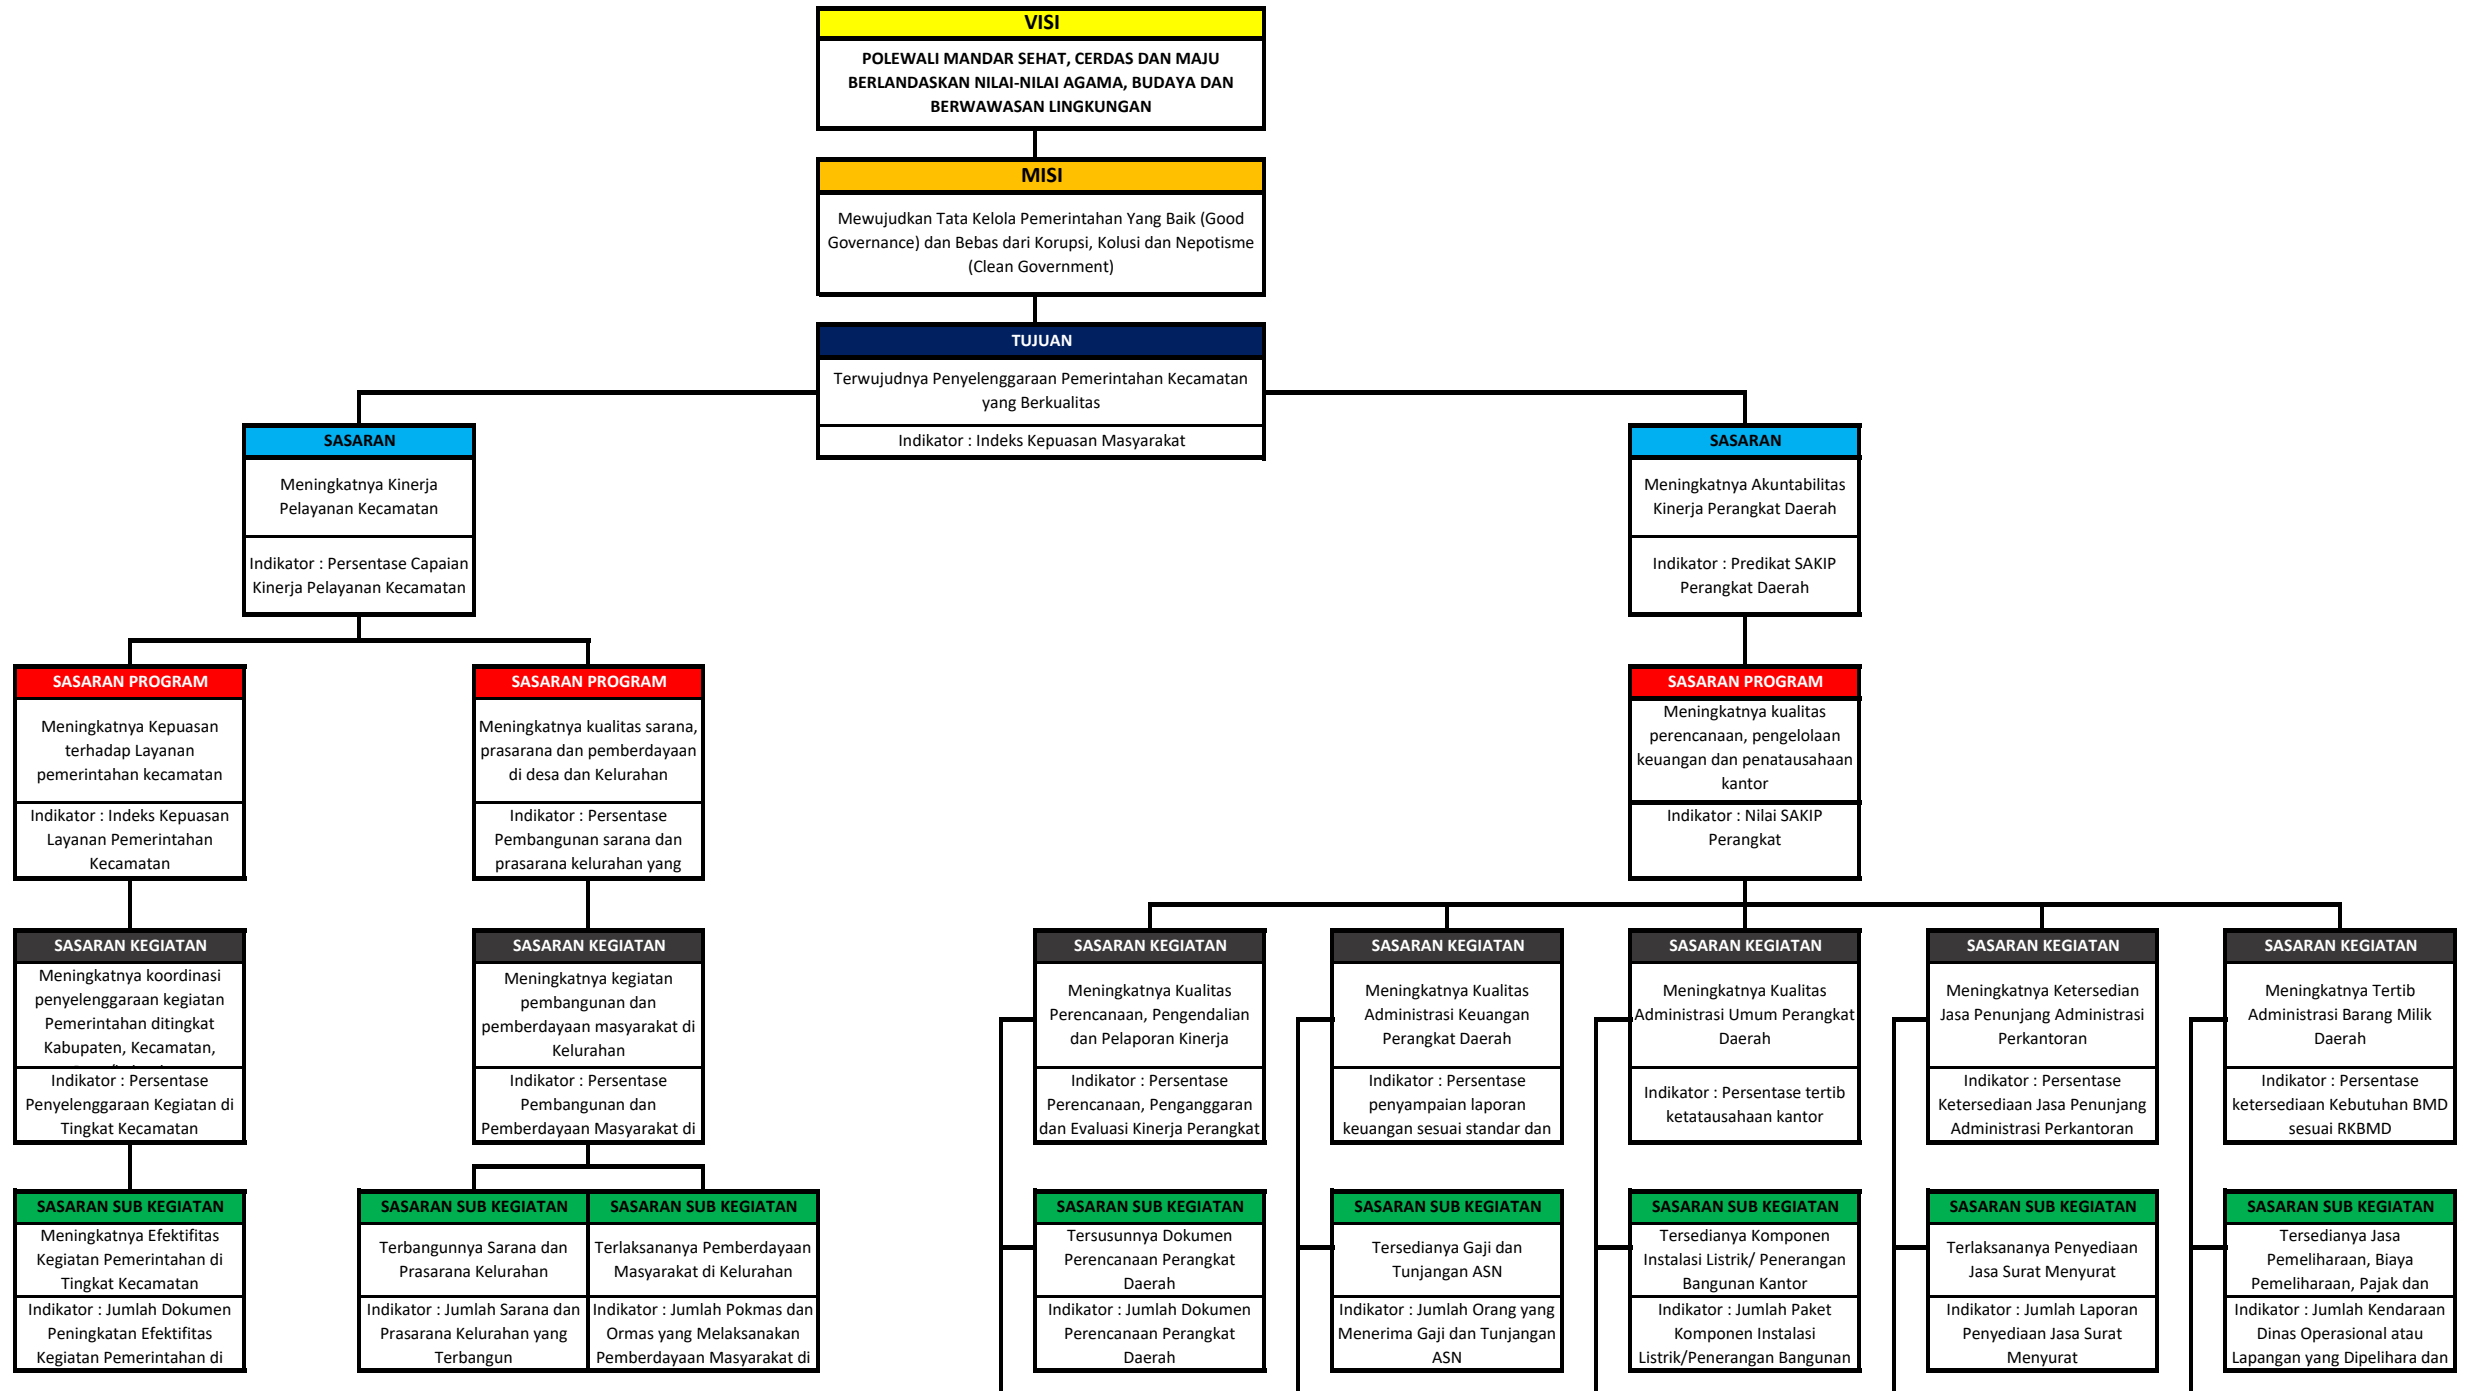 VISI
POLEWALI MANDAR SEHAT, CERDAS DAN MAJU
BERLANDASKAN NILAI-NILAI AGAMA, BUDAYA DAN
BERWAWASAN LINGKUNGAN
MISI
Mewujudkan Tata Kelola Pemerintahan Yang Baik (Good
Governance) dan Bebas dari Korupsi, Kolusi dan Nepotisme
(Clean Government)
TUJUAN
Terwujudnya Penyelenggaraan Pemerintahan Kecamatan
yang Berkualitas
Indikator : Indeks Kepuasan Masyarakat
SASARAN
Meningkatnya Kinerja
Pelayanan Kecamatan
Indikator : Persentase Capaian
Kinerja Pelayanan Kecamatan
SASARAN
Meningkatnya Akuntabilitas
Kinerja Perangkat Daerah
Indikator : Predikat SAKIP
Perangkat Daerah
SASARAN PROGRAM
Meningkatnya Kepuasan
terhadap Layanan
pemerintahan kecamatan
Indikator : Indeks Kepuasan
Layanan Pemerintahan
Kecamatan
SASARAN PROGRAM
Meningkatnya kualitas sarana,
prasarana dan pemberdayaan
di desa dan Kelurahan
Indikator : Persentase
Pembangunan sarana dan
prasarana kelurahan yang
SASARAN PROGRAM
Meningkatnya kualitas
perencanaan, pengelolaan
keuangan dan penatausahaan
kantor
Indikator : Nilai SAKIP
Perangkat
SASARAN KEGIATAN
Meningkatnya koordinasi
penyelenggaraan kegiatan
Pemerintahan ditingkat
Kabupaten, Kecamatan,
Indikator : Persentase
Penyelenggaraan Kegiatan di
Tingkat Kecamatan
SASARAN KEGIATAN
Meningkatnya kegiatan
pembangunan dan
pemberdayaan masyarakat di
Kelurahan
Indikator : Persentase
Pembangunan dan
Pemberdayaan Masyarakat di
SASARAN KEGIATAN
Meningkatnya Kualitas
Perencanaan, Pengendalian
dan Pelaporan Kinerja
Indikator : Persentase
Perencanaan, Penganggaran
dan Evaluasi Kinerja Perangkat
SASARAN KEGIATAN
Meningkatnya Kualitas
Administrasi Keuangan
Perangkat Daerah
Indikator : Persentase
penyampaian laporan
keuangan sesuai standar dan
SASARAN KEGIATAN
Meningkatnya Kualitas
Administrasi Umum Perangkat
Daerah
Indikator : Persentase tertib
ketatausahaan kantor
SASARAN KEGIATAN
Meningkatnya Ketersedian
Jasa Penunjang Administrasi
Perkantoran
Indikator : Persentase
Ketersediaan Jasa Penunjang
Administrasi Perkantoran
SASARAN KEGIATAN
Meningkatnya Tertib
Administrasi Barang Milik
Daerah
Indikator : Persentase
ketersediaan Kebutuhan BMD
sesuai RKBMD
SASARAN SUB KEGIATAN
Meningkatnya Efektifitas
Kegiatan Pemerintahan di
Tingkat Kecamatan
Indikator : Jumlah Dokumen
Peningkatan Efektifitas
Kegiatan Pemerintahan di
SASARAN SUB KEGIATAN
Terbangunnya Sarana dan
Prasarana Kelurahan
Indikator : Jumlah Sarana dan
Prasarana Kelurahan yang
Terbangun
SASARAN SUB KEGIATAN
Terlaksananya Pemberdayaan
Masyarakat di Kelurahan
Indikator : Jumlah Pokmas dan
Ormas yang Melaksanakan
Pemberdayaan Masyarakat di
SASARAN SUB KEGIATAN
Tersusunnya Dokumen
Perencanaan Perangkat
Daerah
Indikator : Jumlah Dokumen
Perencanaan Perangkat
Daerah
SASARAN SUB KEGIATAN
Tersedianya Gaji dan
Tunjangan ASN
Indikator : Jumlah Orang yang
Menerima Gaji dan Tunjangan
ASN
SASARAN SUB KEGIATAN
Tersedianya Komponen
Instalasi Listrik/ Penerangan
Bangunan Kantor
Indikator : Jumlah Paket
Komponen Instalasi
Listrik/Penerangan Bangunan
SASARAN SUB KEGIATAN
Terlaksananya Penyediaan
Jasa Surat Menyurat
Indikator : Jumlah Laporan
Penyediaan Jasa Surat
Menyurat
SASARAN SUB KEGIATAN
Tersedianya Jasa
Pemeliharaan, Biaya
Pemeliharaan, Pajak dan
Indikator : Jumlah Kendaraan
Dinas Operasional atau
Lapangan yang Dipelihara dan